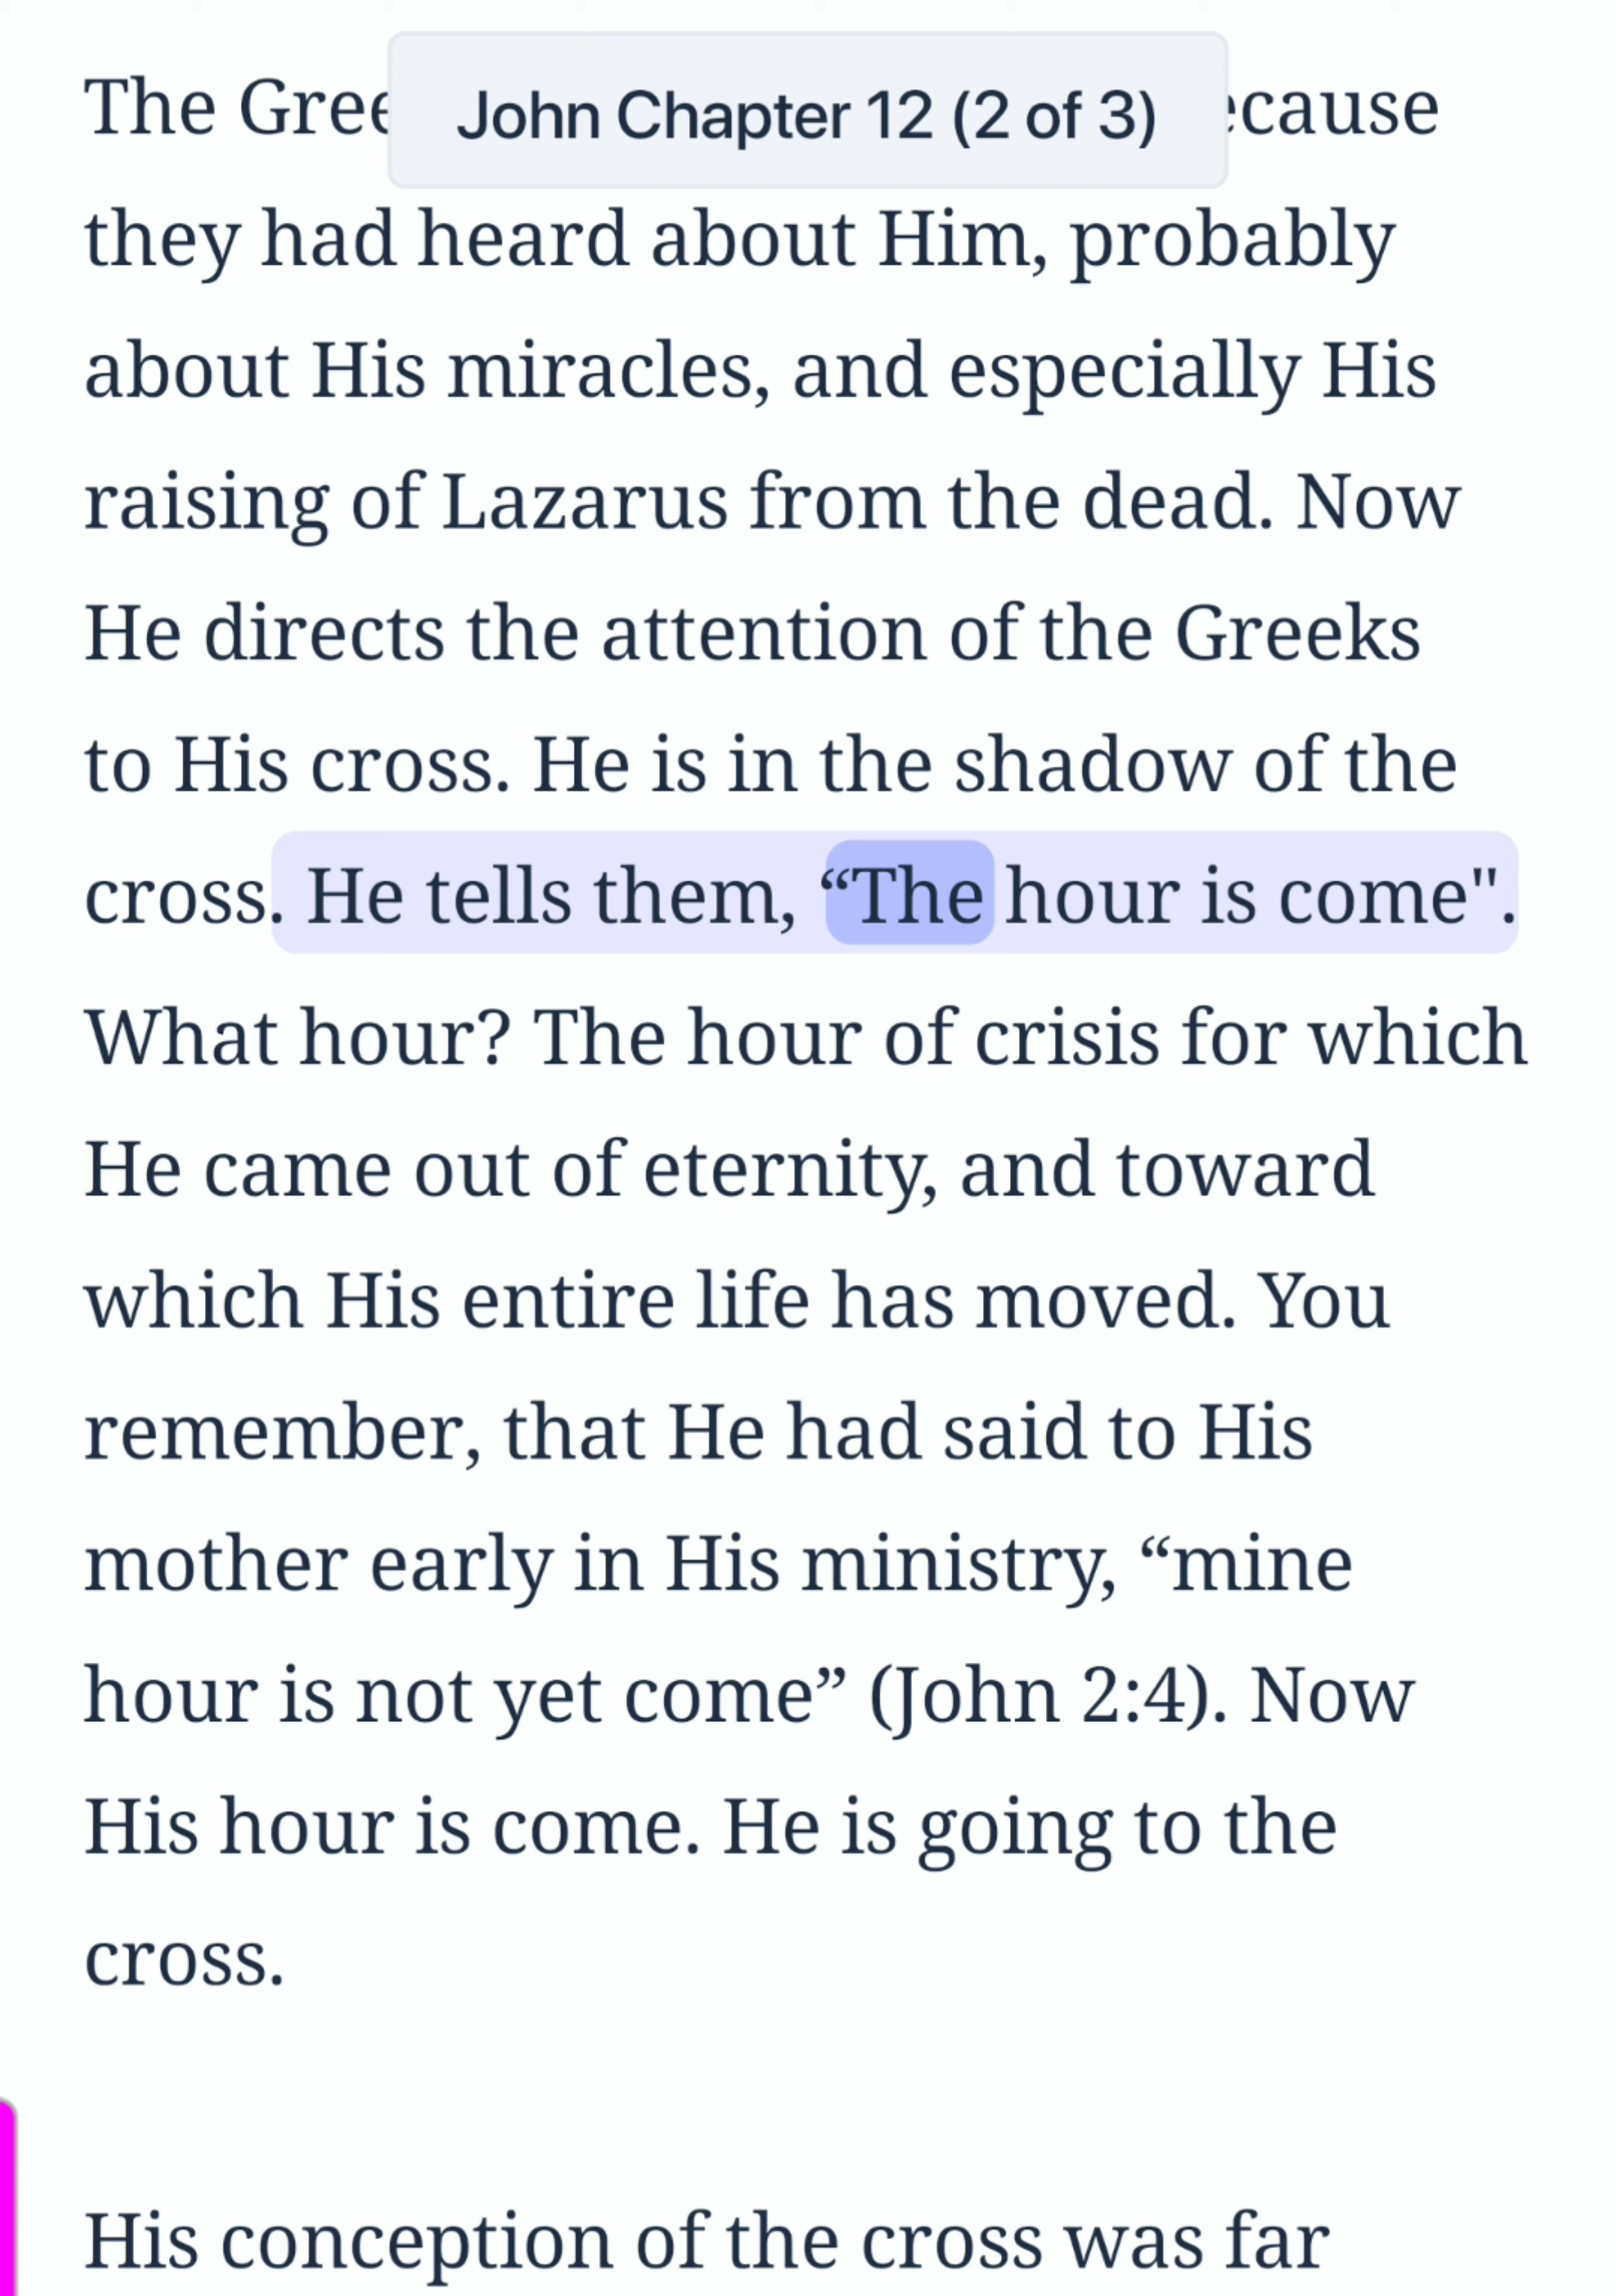 John Chapter 12 (2 of 3)
The
they had heard about Him, probably
about His miracles, and especially His
raising of Lazarus from the dead. Now
He directs the attention of the Greeks
to His cross. He is in the shadow of the
cross. He tells them, “The hour is come".
What hour? The hour of crisis for which
He came out of eternity, and toward
which His entire life has moved. You
remember, that He had said to His
mother early in His ministry, “mine
hour is not yet come” (John 2:4). Now
His hour is come. He is going to the
cross.
His conception of the cross was far